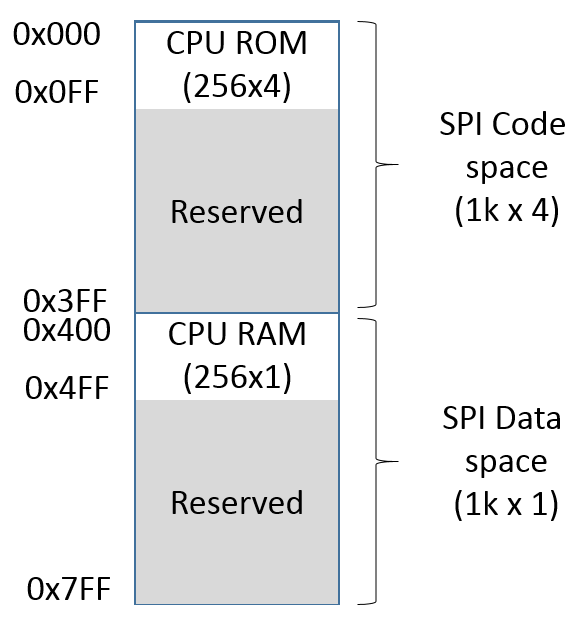 0x000
CPU ROM
(256x4)
0x0FF
SPI Code
space
(1k x 4)
Reserved
0x3FF
0x400
CPU RAM
(256x1)
0x4FF
SPI Data
space
(1k x 1)
Reserved
0x7FF